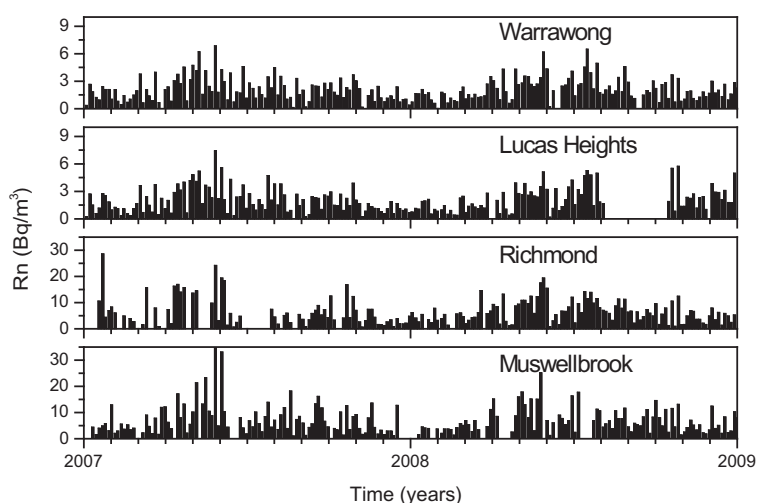 9
6
3
0
Warrawong
9
6
3
0
Lucas Heights
Rn (Bq/m³)
30
20
10
0
Richmond
30
20
10
0
Muswellbrook
2007 2008 2009
Time (years)